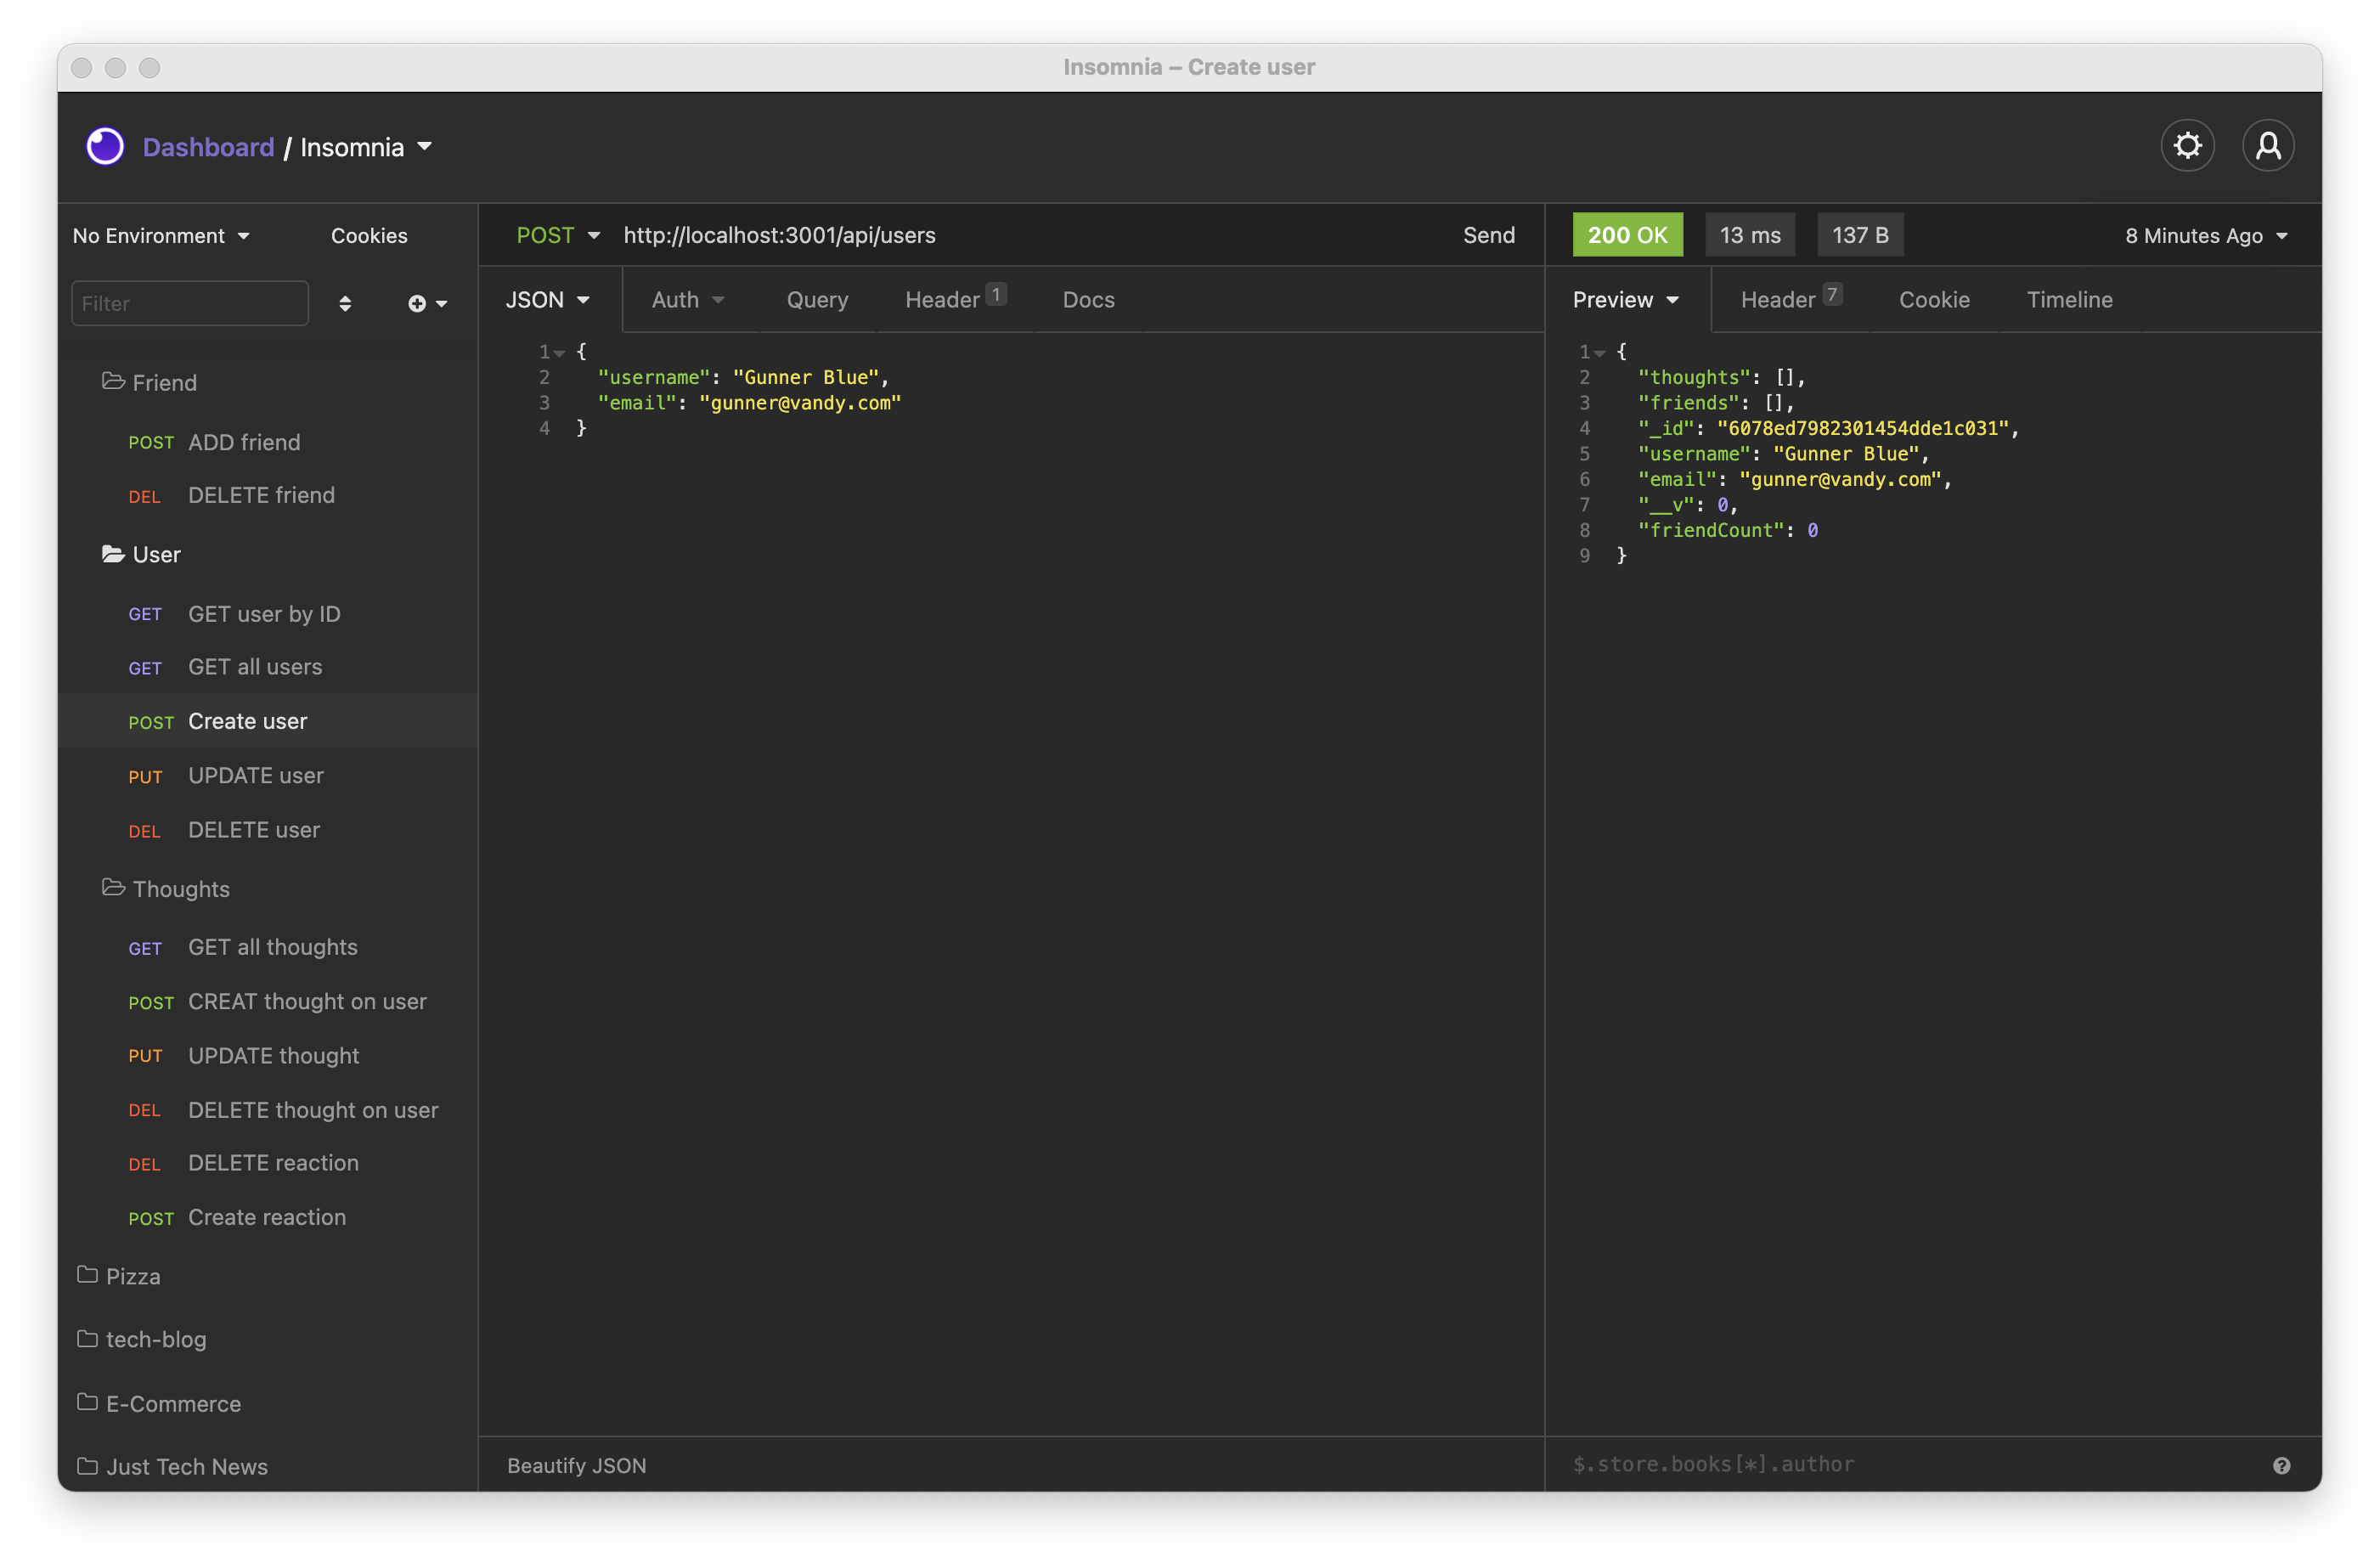 Insomnia – Create user
Dashboard / Insomnia
No Environment
Cookies
Filter
Friend
POST ADD friend
DEL DELETE friend
User
GET GET user by ID
GET GET all users
POST Create user
PUT UPDATE user
DEL DELETE user
Thoughts
GET GET all thoughts
POST CREAT thought on user
PUT UPDATE thought
DEL DELETE thought on user
DEL DELETE reaction
POST Create reaction
Pizza
tech-blog
E-Commerce
Just Tech News
POST http://localhost:3001/api/users Send
JSON Auth Query Header 1 Docs
1 {
2 "username": "Gunner Blue",
3 "email": "gunner@vandy.com"
4 }
Beautify JSON
200 OK 13 ms 137 B 8 Minutes Ago
Preview Header 7 Cookie Timeline
1 {
2 "thoughts": [],
3 "friends": [],
4 "_id": "6078ed7982301454dde1c031",
5 "username": "Gunner Blue",
6 "email": "gunner@vandy.com",
7 "__v": 0,
8 "friendCount": 0
9 }
$.store.books[*].author
?